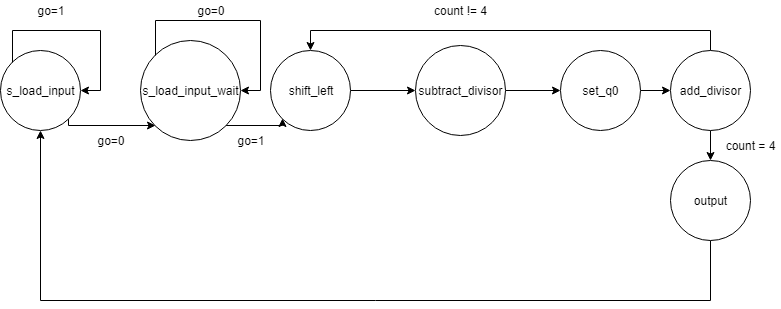 go=1
go=0
count != 4
s_load_input
s_load_input_wait
shift_left
subtract_divisor
set_q0
add_divisor
go=0
go=1
count = 4
output